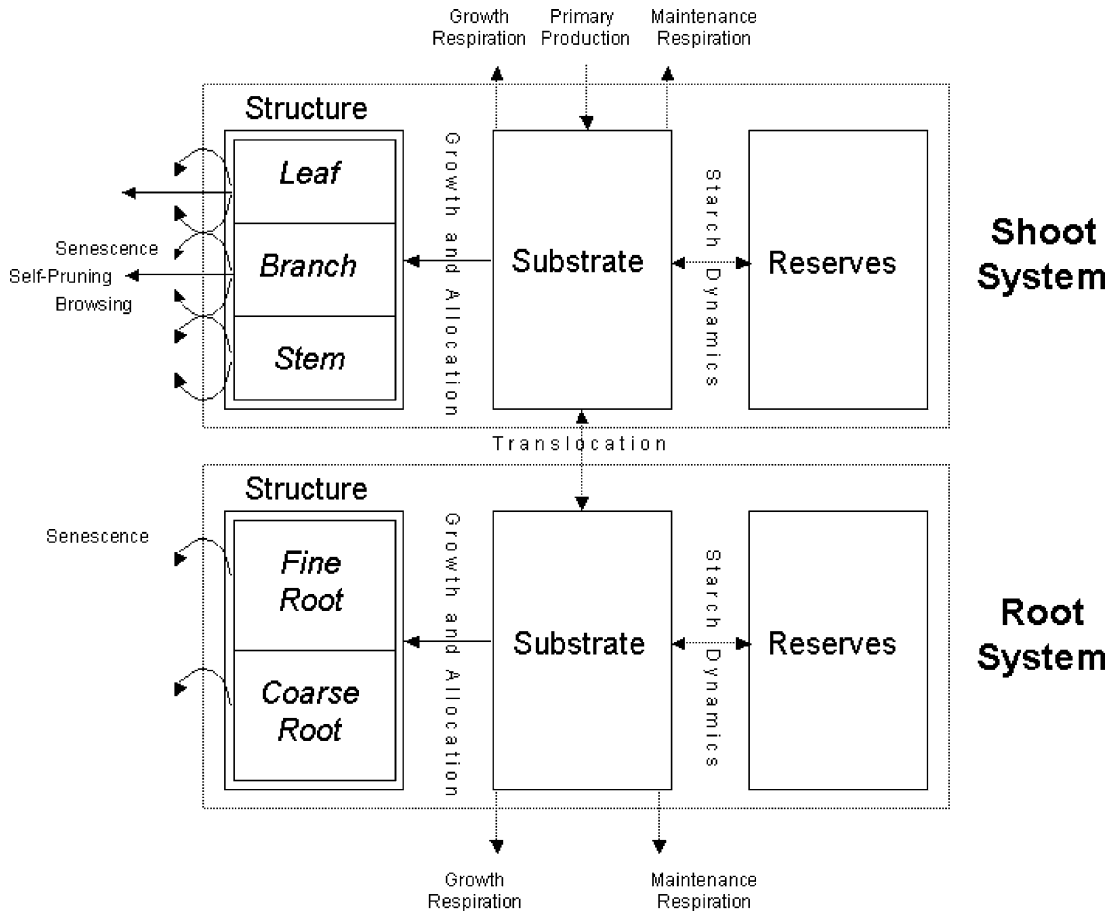 Growth
Respiration
Primary
Production
Maintenance
Respiration
Structure
Leaf
Branch
Stem
Senescence
Self-Pruning
Browsing
Growth and Allocation
Substrate
Starch Dynamics
Reserves
Shoot
System
Translocation
Structure
Senescence
Fine
Root
Coarse
Root
Growth and Allocation
Substrate
Starch Dynamics
Reserves
Root
System
Growth
Respiration
Maintenance
Respiration